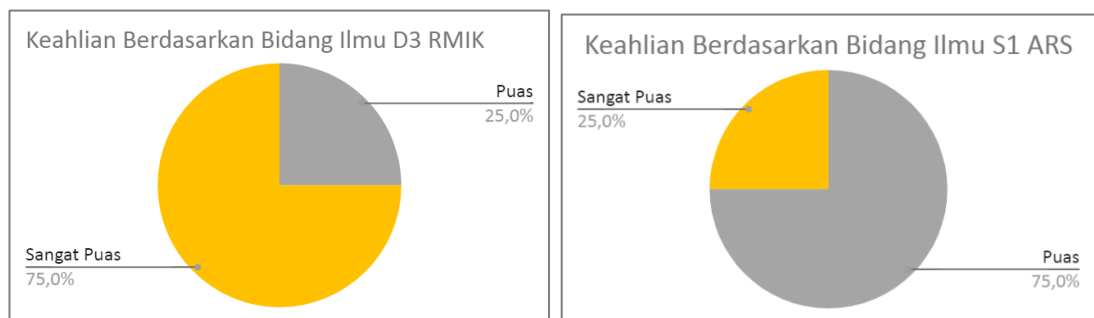 Keahlian Berdasarkan Bidang Ilmu D3 RMIK
Puas
25,0%
Sangat Puas
75,0%
Keahlian Berdasarkan Bidang Ilmu S1 ARS
Sangat Puas
25,0%
Puas
75,0%